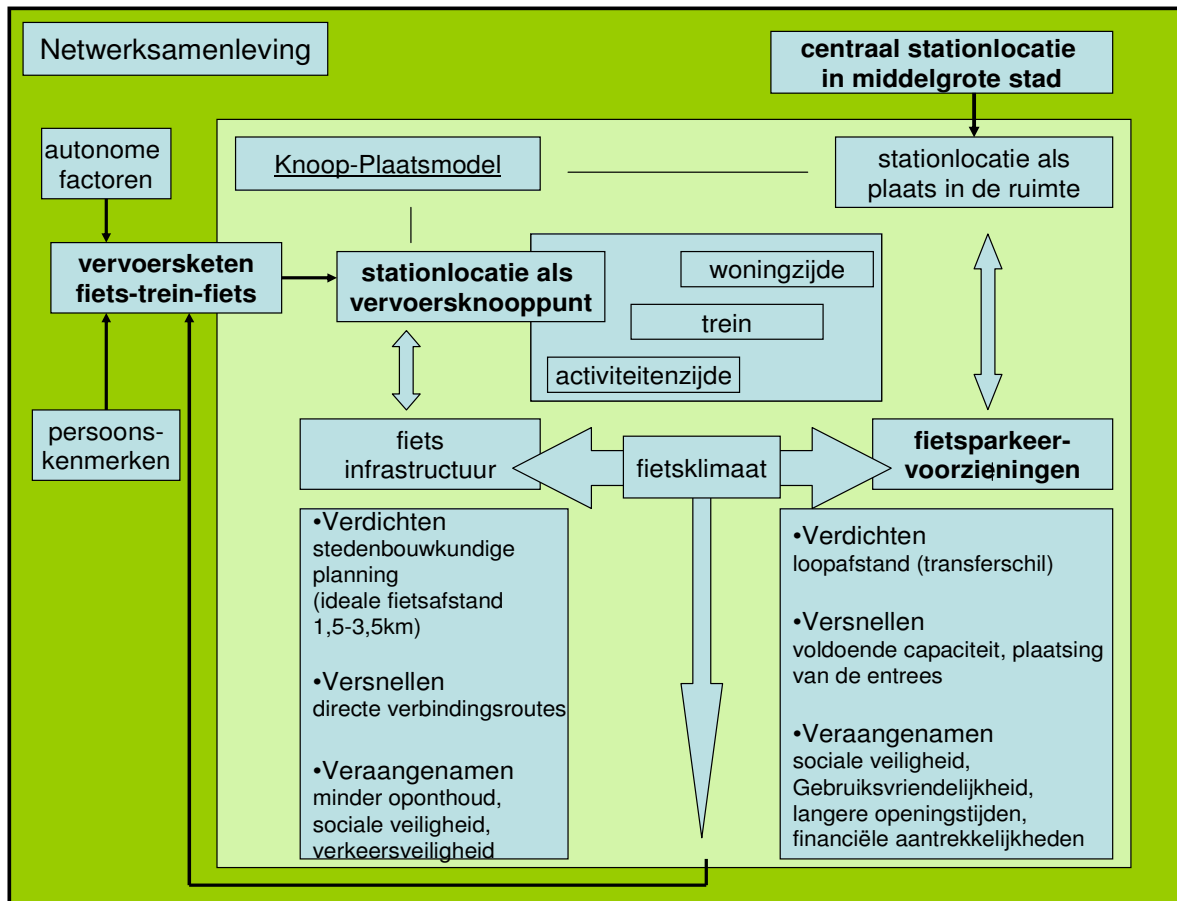 Netwerksamenleving
centraal stationlocatie
in middelgrote stad
autonome
factoren
Knoop-Plaatsmodel
stationlocatie als
plaats in de ruimte
vervoersketen
fiets-trein-fiets
stationlocatie als
vervoersknooppunt
woningzijde
trein
activiteitenzijde
persoons-
kenmerken
fiets
infrastructuur
fietsklimaat
fietsparkeer-
voorzieningen
•Verdichten
stedenbouwkundige
planning
(ideale fietsafstand
1,5-3,5km)
•Versnellen
directe verbindingsroutes
•Veraangenamen
minder oponthoud,
sociale veiligheid,
verkeersveiligheid
•Verdichten
loopafstand (transferschil)
•Versnellen
voldoende capaciteit, plaatsing
van de entrees
•Veraangenamen
sociale veiligheid,
Gebruiksvriendelijkheid,
langere openingstijden,
financiële aantrekkelijkheden